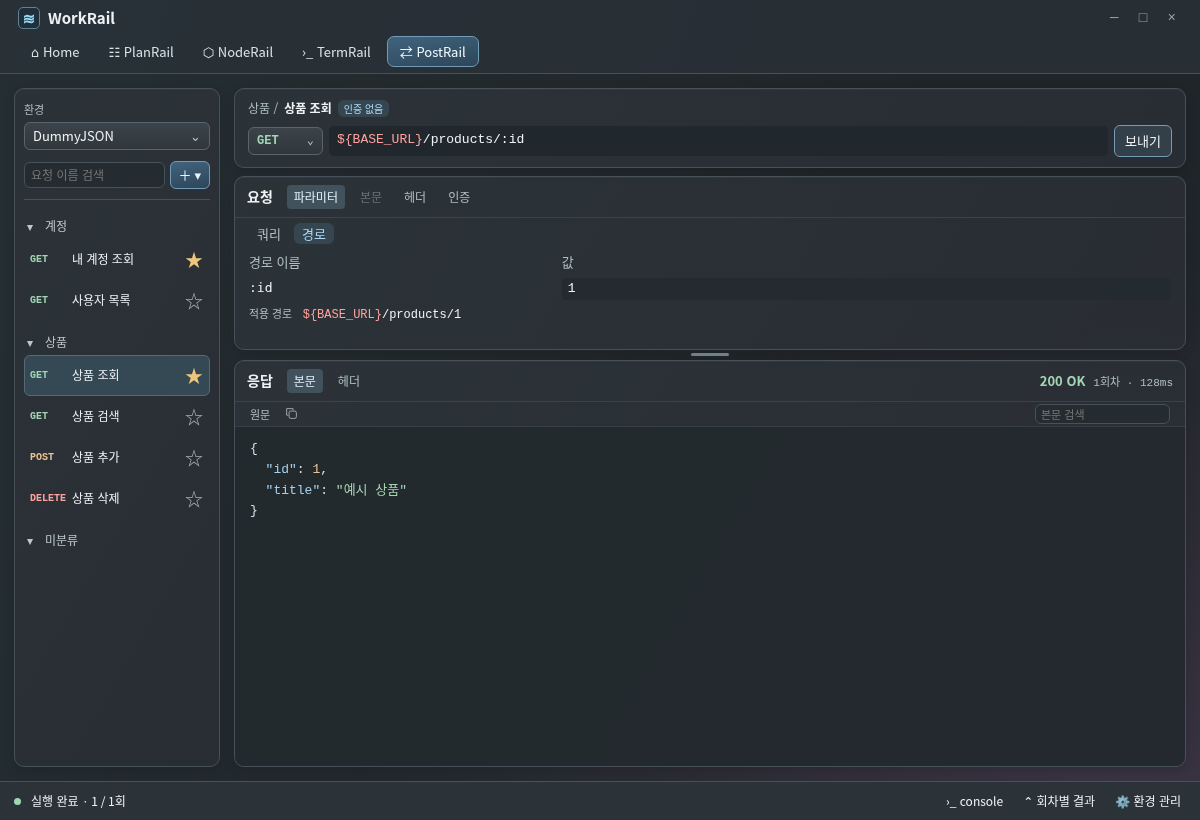 WorkRail
Home PlanRail NodeRail TermRail PostRail
환경
DummyJSON
요청 이름 검색
계정
GET 내 계정 조회
GET 사용자 목록
상품
GET 상품 조회
GET 상품 검색
POST 상품 추가
DELETE 상품 삭제
미분류
상품 / 상품 조회 인증 없음
GET ${BASE_URL}/products/:id 보내기
요청 파라미터 본문 헤더 인증
쿼리 경로
경로 이름 값
:id 1
적용 경로 ${BASE_URL}/products/1
응답 본문 헤더 200 OK 1회차 · 128ms
원문 본문 검색
{
"id": 1,
"title": "예시 상품"
}
실행 완료 · 1 / 1회 ›_ console ⌃ 회차별 결과 환경 관리